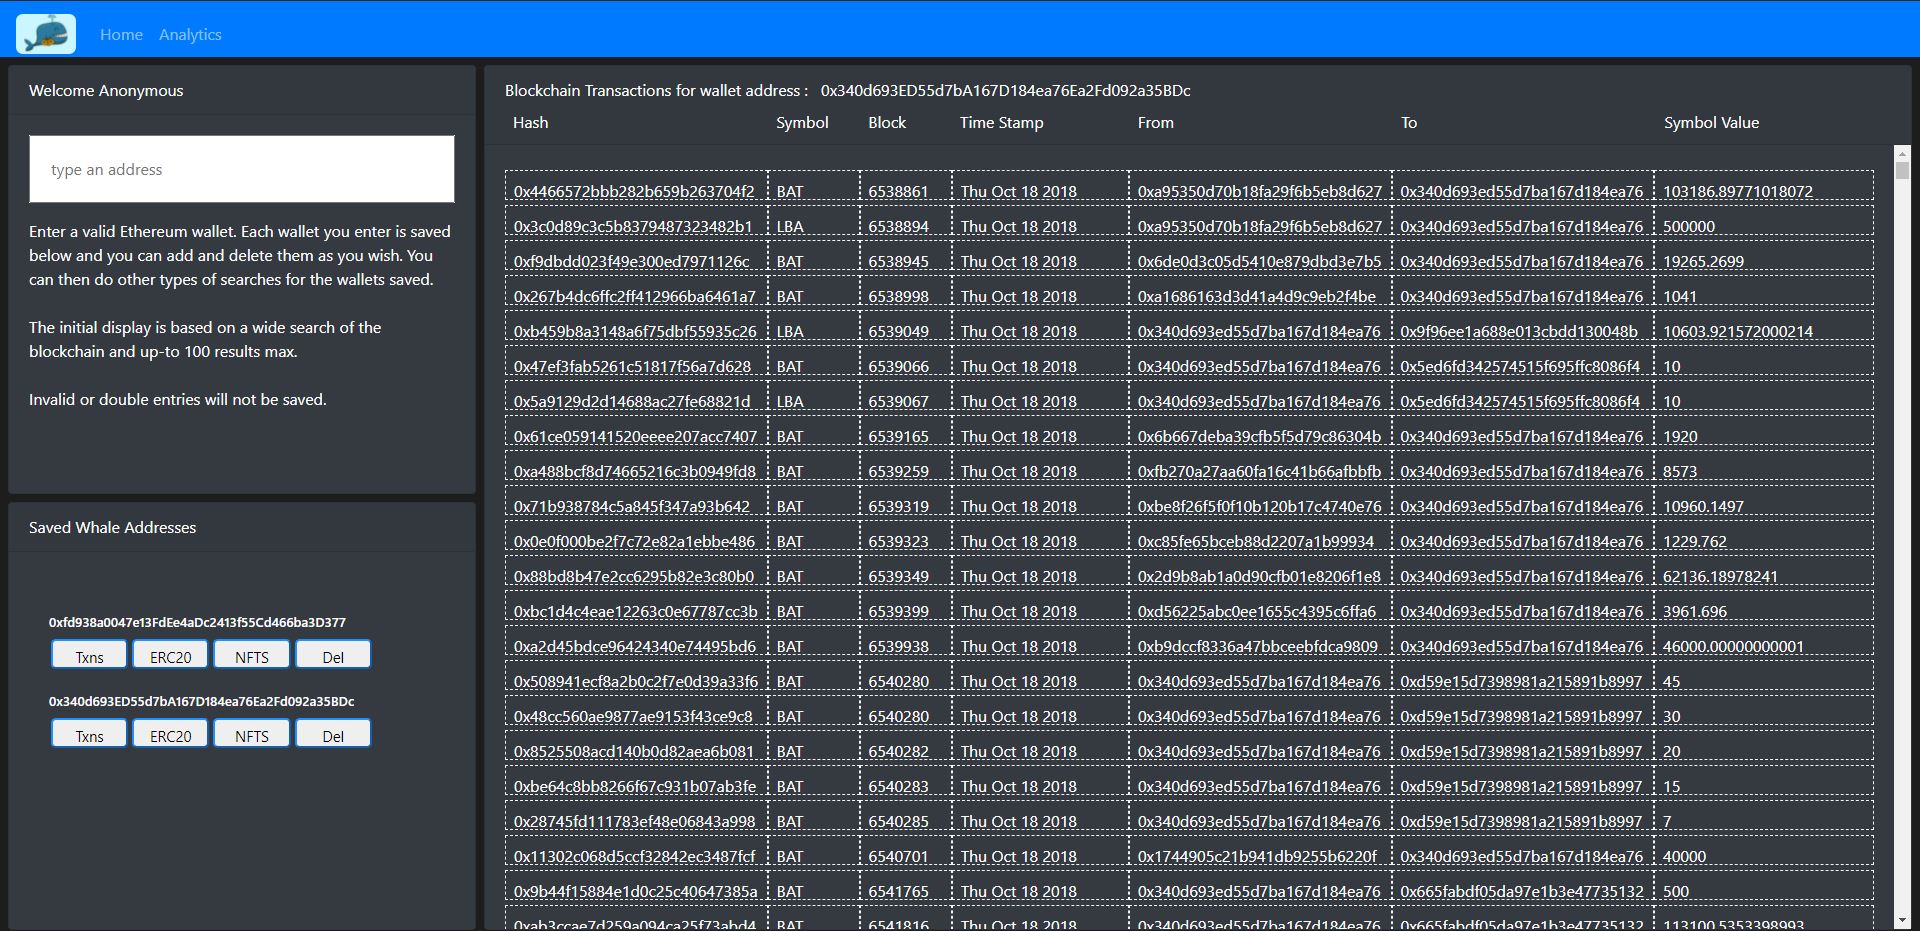 Home Analytics
Welcome Anonymous
type an address
Enter a valid Ethereum wallet. Each wallet you enter is saved
below and you can add and delete them as you wish. You
can then do other types of searches for the wallets saved.
The initial display is based on a wide search of the
blockchain and up-to 100 results max.
Invalid or double entries will not be saved.
Saved Whale Addresses
0xfd938a0047e13FdEe4aDc2413f55Cd466ba3D377
Txns ERC20 NFTS Del
0x340d693ED55d7bA167D184ea76Ea2Fd092a35BDc
Txns ERC20 NFTS Del
Blockchain Transactions for wallet address : 0x340d693ED55d7bA167D184ea76Ea2Fd092a35BDc
Hash Symbol Block Time Stamp From To Symbol Value
0x4466572bbb282b659b263704f2 BAT 6538861 Thu Oct 18 2018 0xa95350d70b18fa29f6b5eb8d627 0x340d693ed55d7ba167d184ea76 103186.89771018072
0x3c0d89c3c5b8379487323482b1 LBA 6538894 Thu Oct 18 2018 0xa95350d70b18fa29f6b5eb8d627 0x340d693ed55d7ba167d184ea76 500000
0xf9dbdd023f49e300ed7971126c BAT 6538945 Thu Oct 18 2018 0x6de0d3c05d5410e879dbd3e7b5 0x340d693ed55d7ba167d184ea76 19265.2699
0x267b4dc6ffc2ff412966ba6461a7 BAT 6538998 Thu Oct 18 2018 0xa1686163d3d41a4d9c9eb2f4be 0x340d693ed55d7ba167d184ea76 1041
0xb459b8a3148a6f75dbf55935c26 LBA 6539049 Thu Oct 18 2018 0x340d693ed55d7ba167d184ea76 0x9f96ee1a688e013cbdd130048b 10603.921572000214
0x47ef3fab5261c51817f56a7d628 BAT 6539066 Thu Oct 18 2018 0x340d693ed55d7ba167d184ea76 0x5ed6fd342574515f695ffc8086f4 10
0x5a9129d2d14688ac27fe68821d LBA 6539067 Thu Oct 18 2018 0x340d693ed55d7ba167d184ea76 0x5ed6fd342574515f695ffc8086f4 10
0x61ce059141520eeee207acc7407 BAT 6539165 Thu Oct 18 2018 0x6b667deba39cfb5f5d79c86304b 0x340d693ed55d7ba167d184ea76 1920
0xa488bcf8d74665216c3b0949fd8 BAT 6539259 Thu Oct 18 2018 0xfb270a27aa60fa16c41b66afbbfb 0x340d693ed55d7ba167d184ea76 8573
0x71b938784c5a845f347a93b642 BAT 6539319 Thu Oct 18 2018 0xbe8f26f5f0f10b120b17c4740e76 0x340d693ed55d7ba167d184ea76 10960.1497
0x0e0f000be2f7c72e82a1ebbe486 BAT 6539323 Thu Oct 18 2018 0xc85fe65bceb88d2207a1b99934 0x340d693ed55d7ba167d184ea76 1229.762
0x88bd8b47e2cc6295b82e3c80b0 BAT 6539349 Thu Oct 18 2018 0x2d9b8ab1a0d90cfb01e8206f1e8 0x340d693ed55d7ba167d184ea76 62136.18978241
0xbc1d4c4eae12263c0e67787cc3b BAT 6539399 Thu Oct 18 2018 0xd56225abc0ee1655c4395c6ffa6 0x340d693ed55d7ba167d184ea76 3961.696
0xa2d45bdce96424340e74495bd6 BAT 6539938 Thu Oct 18 2018 0xb9dccf8336a47bbceebfdca9809 0x340d693ed55d7ba167d184ea76 46000.00000000001
0x508941ecf8a2b0c2f7e0d39a33f6 BAT 6540280 Thu Oct 18 2018 0x340d693ed55d7ba167d184ea76 0xd59e15d7398981a215891b8997 45
0x48cc560ae9877ae9153f43ce9c8 BAT 6540280 Thu Oct 18 2018 0x340d693ed55d7ba167d184ea76 0xd59e15d7398981a215891b8997 30
0x8525508acd140b0d82aea6b081 BAT 6540282 Thu Oct 18 2018 0x340d693ed55d7ba167d184ea76 0xd59e15d7398981a215891b8997 20
0xbe64c8bb8266f67c931b07ab3fe BAT 6540283 Thu Oct 18 2018 0x340d693ed55d7ba167d184ea76 0xd59e15d7398981a215891b8997 15
0x28745fd111783ef48e06843a998 BAT 6540285 Thu Oct 18 2018 0x340d693ed55d7ba167d184ea76 0xd59e15d7398981a215891b8997 7
0x11302c068d5ccf32842ec3487fcf BAT 6540701 Thu Oct 18 2018 0x1744905c21b941db9255b6220f 0x340d693ed55d7ba167d184ea76 40000
0x9b44f15884e1d0c25c40647385a BAT 6541765 Thu Oct 18 2018 0x340d693ed55d7ba167d184ea76 0x665fabdf05da97e1b3e47735132 500
0xab3ccae7d259a094ca25f73abd4 BAT 6541816 Thu Oct 18 2018 0x340d693ed55d7ba167d184ea76 0x665fabdf05da97e1b3e47735132 113100.5353398993